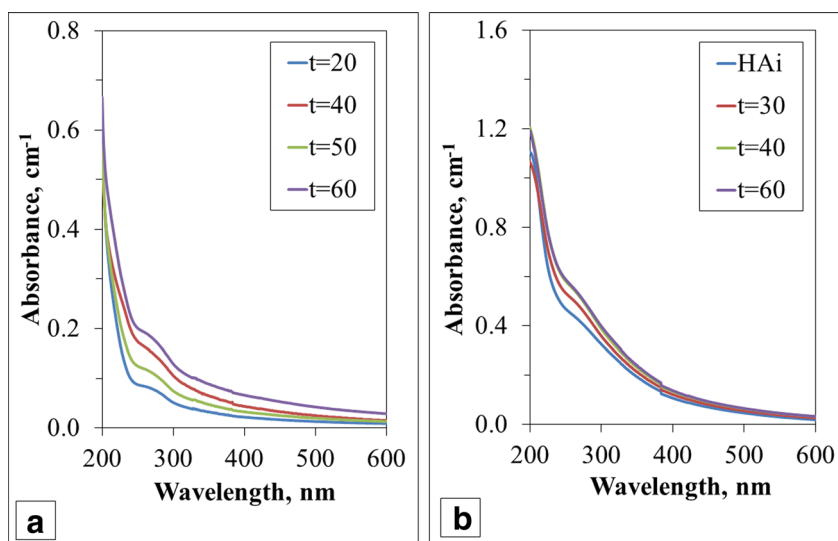 0.8
0.6
0.4
0.2
0.0
200 300 400 500 600
Absorbance, cm-1
Wavelength, nm
t=20
t=40
t=50
t=60
a
1.6
1.2
0.8
0.4
0.0
200 300 400 500 600
Absorbance, cm-1
Wavelength, nm
HAi
t=30
t=40
t=60
b